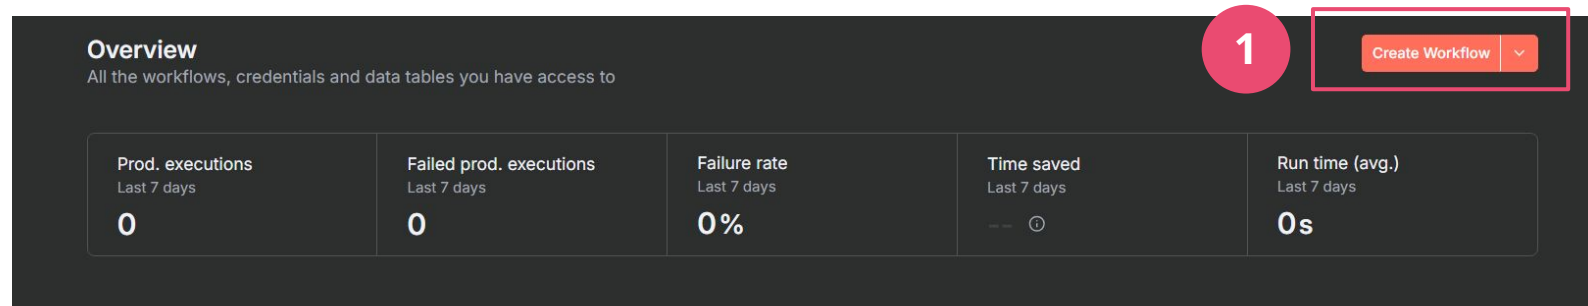 Overview
All the workflows, credentials and data tables you have access to
1
Create Workflow
Prod. executions
Last 7 days
0
Failed prod. executions
Last 7 days
0
Failure rate
Last 7 days
0%
Time saved
Last 7 days
--
Run time (avg.)
Last 7 days
0s